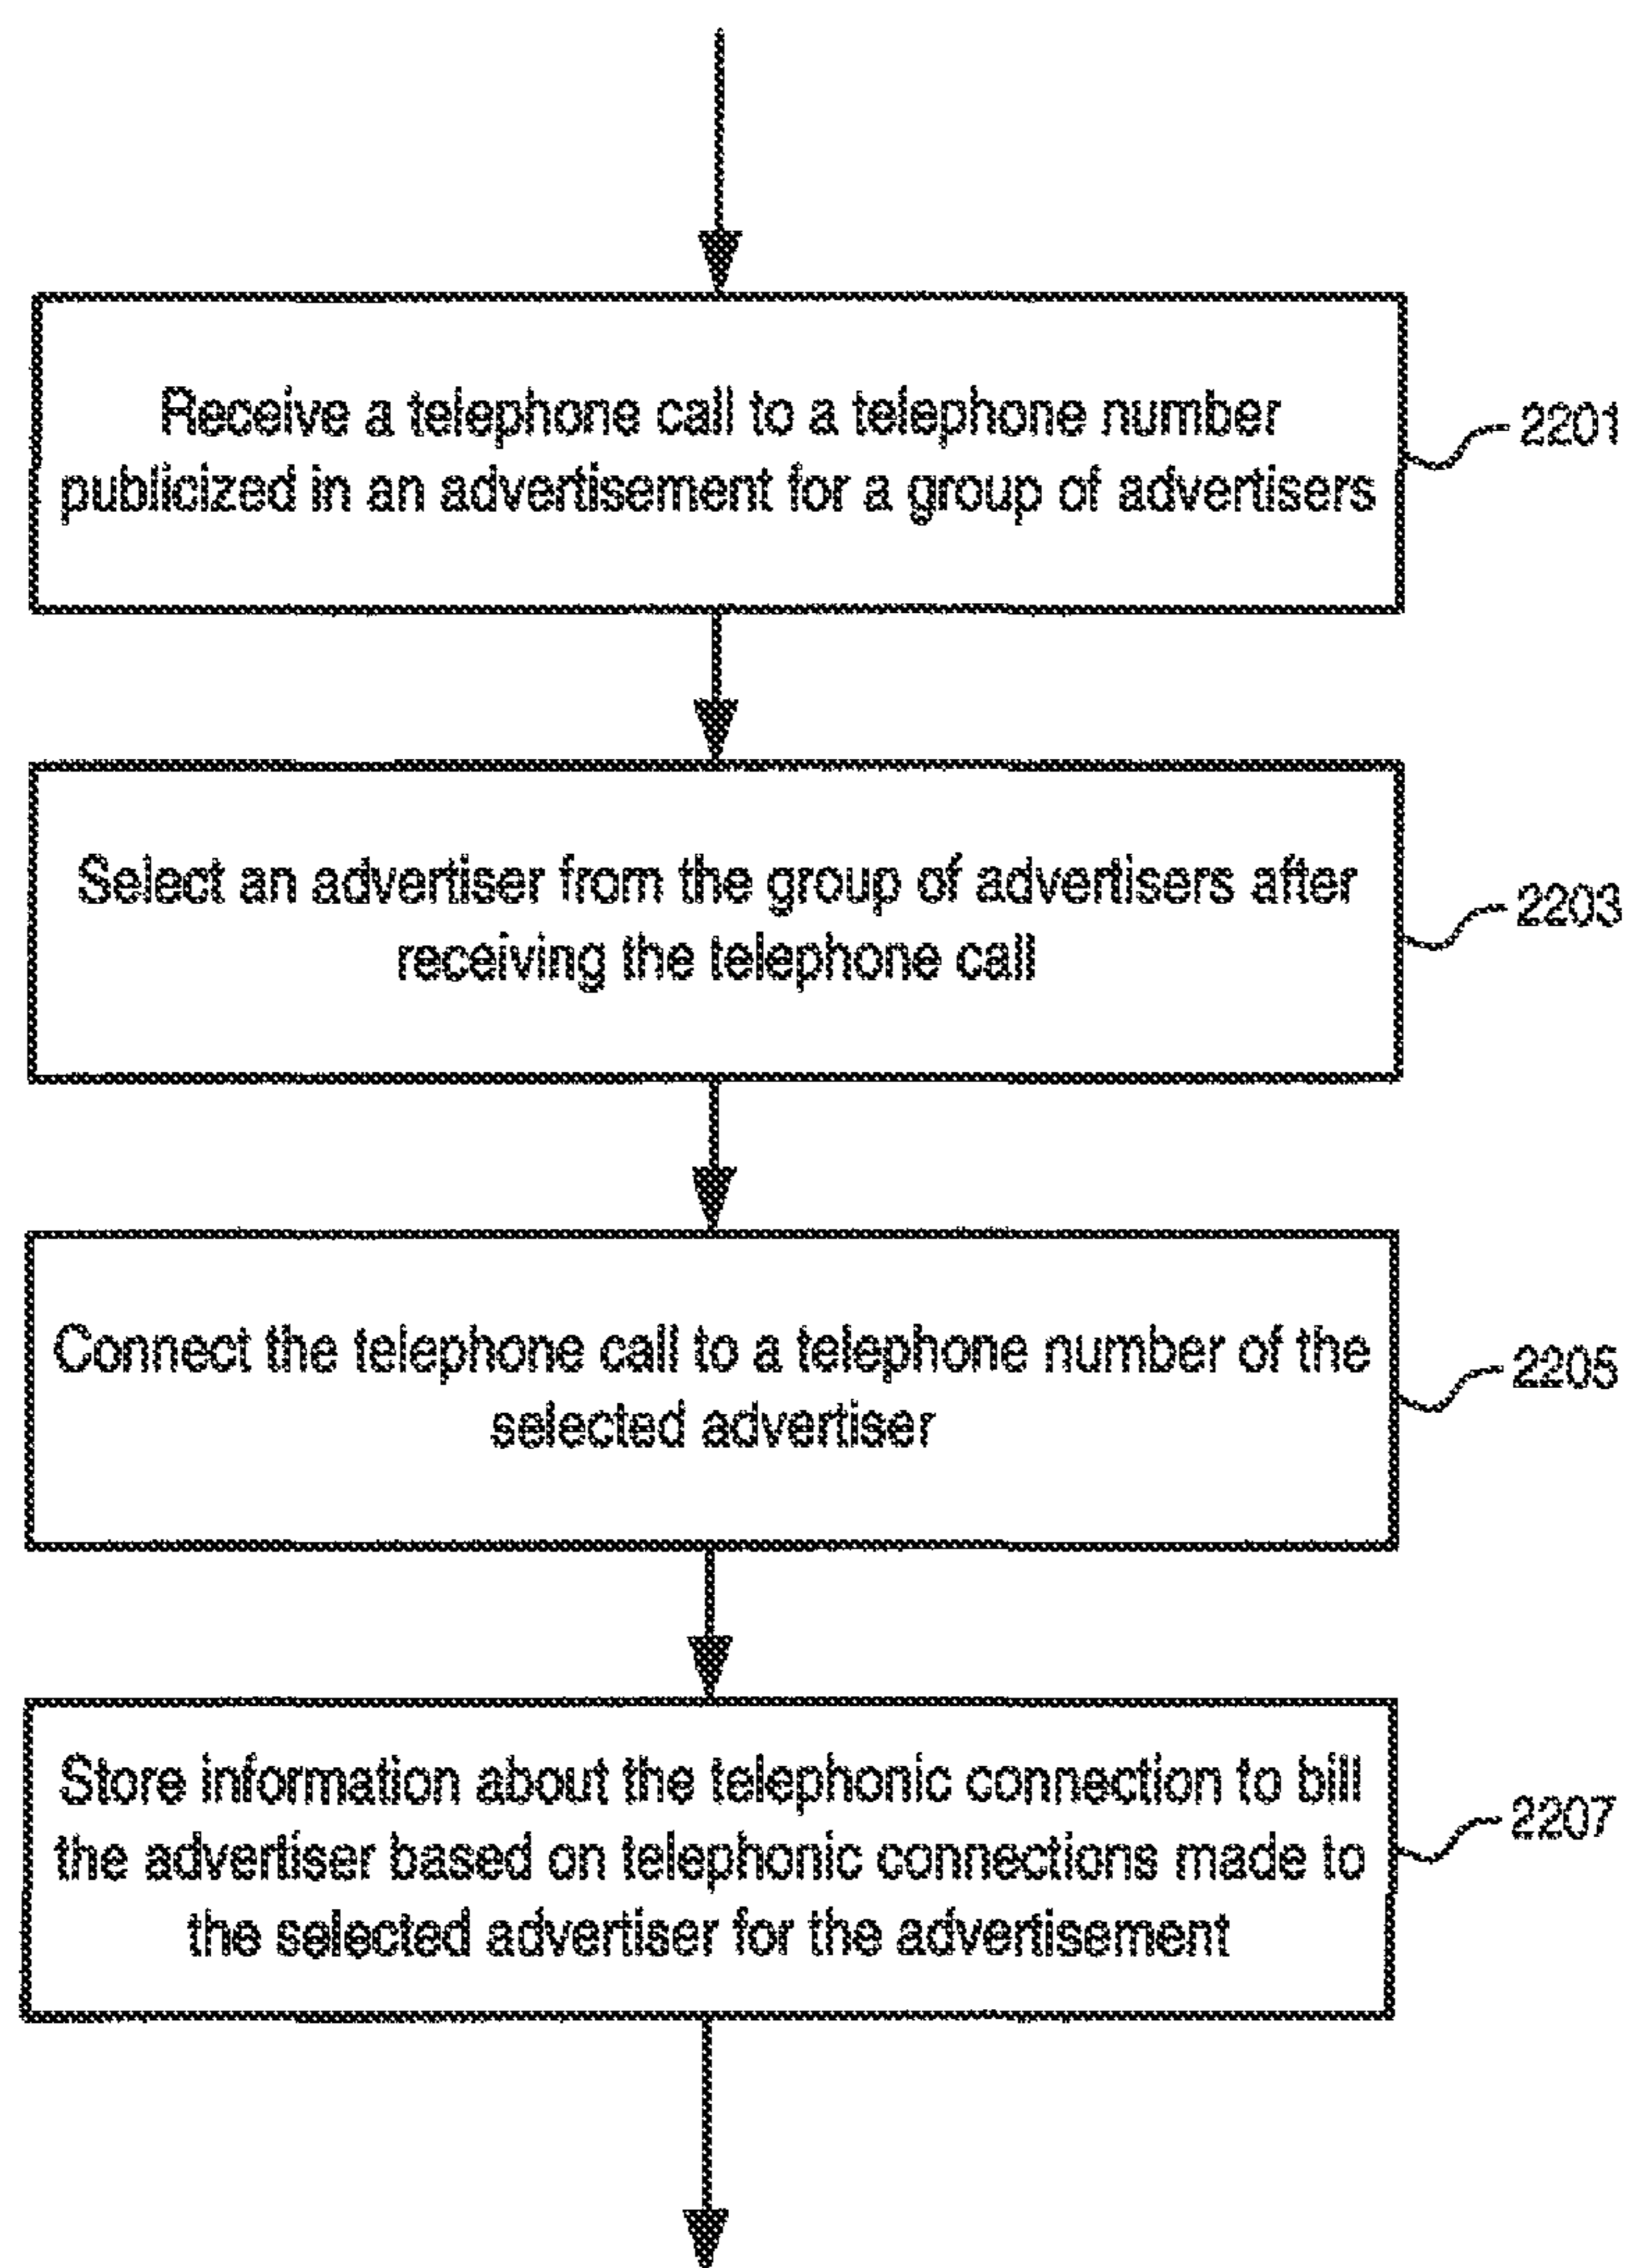 Receive a telephone call to a telephone number
publicized in an advertisement for a group of advertisers
2201
Select an advertiser from the group of advertisers after
receiving the telephone call
2203
Connect the telephone call to a telephone number of the
selected advertiser
2205
Store information about the telephonic connection to bill
the advertiser based on telephonic connections made to
the selected advertiser for the advertisement
2207